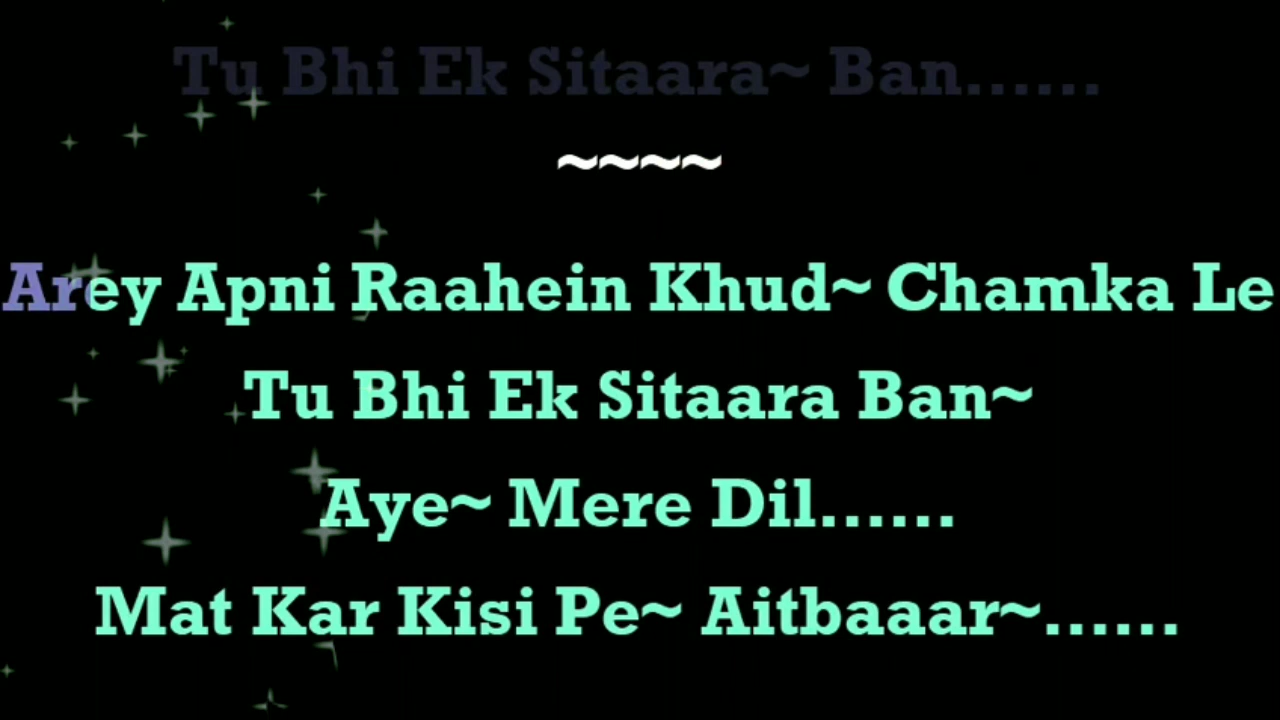 Tu Bhi Ek Sitaara~ Ban......
~~~~
Arey Apni Raahein Khud~ Chamka Le
Tu Bhi Ek Sitaara Ban~
Aye~ Mere Dil......
Mat Kar Kisi Pe~ Aitbaaar~......